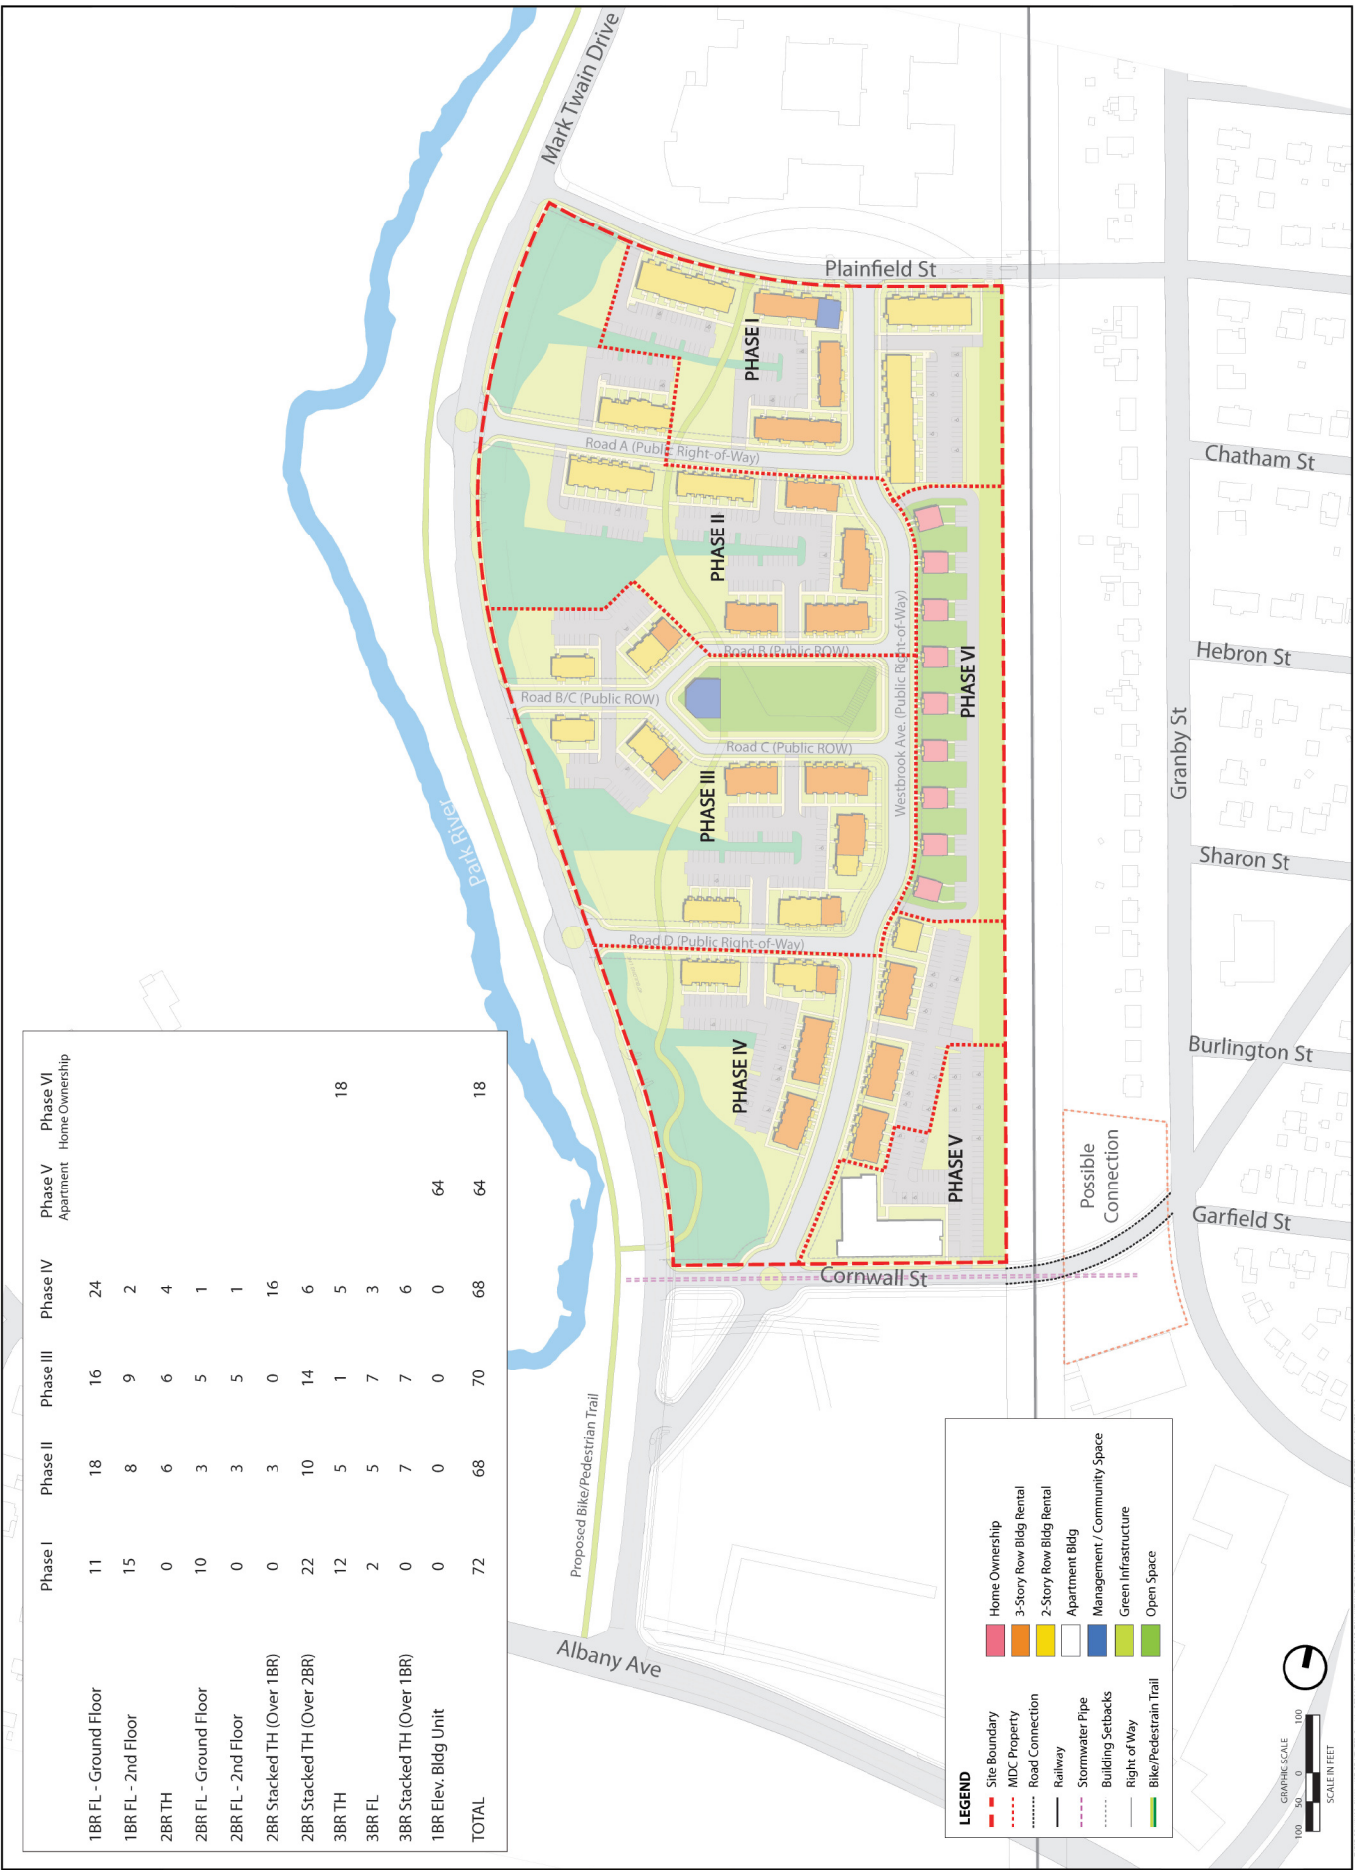 Phase I Phase II Phase III Phase IV Phase V Apartment Phase VI Home Ownership
1BR FL - Ground Floor 11 18 16 24
1BR FL - 2nd Floor 15 8 9 2
2BR TH 0 6 6 4
2BR FL - Ground Floor 10 3 5 1
2BR FL - 2nd Floor 0 3 5 1
2BR Stacked TH (Over 1BR) 0 3 0 16
2BR Stacked TH (Over 2BR) 22 10 14 6
3BR TH 12 5 1 5 18
3BR FL 2 5 7 3
3BR Stacked TH (Over 1BR) 0 7 7 6
1BR Elev. Bldg Unit 0 0 0 0 64
TOTAL 72 68 70 68 64 18
Mark Twain Drive
Park River
Plainfield St
PHASE I
Road A (Public Right-of-Way)
PHASE II
Road B (Public ROW)
Road B/C (Public ROW)
Road C (Public ROW)
Westbrook Ave. (Public Right-of-Way)
PHASE VI
PHASE III
Road D (Public Right-of-Way)
PHASE IV
PHASE V
Cornwall St
Possible
Connection
Chatham St
Hebron St
Granby St
Sharon St
Burlington St
Garfield St
Proposed Bike/Pedestrian Trail
Albany Ave
LEGEND
Site Boundary
MDC Property
Road Connection
Railway
Stormwater Pipe
Building Setbacks
Right of Way
Bike/Pedestrain Trail
Home Ownership
3-Story Row Bldg Rental
2-Story Row Bldg Rental
Apartment Bldg
Management / Community Space
Green Infrastructure
Open Space
GRAPHIC SCALE
100 50 0 100
SCALE IN FEET